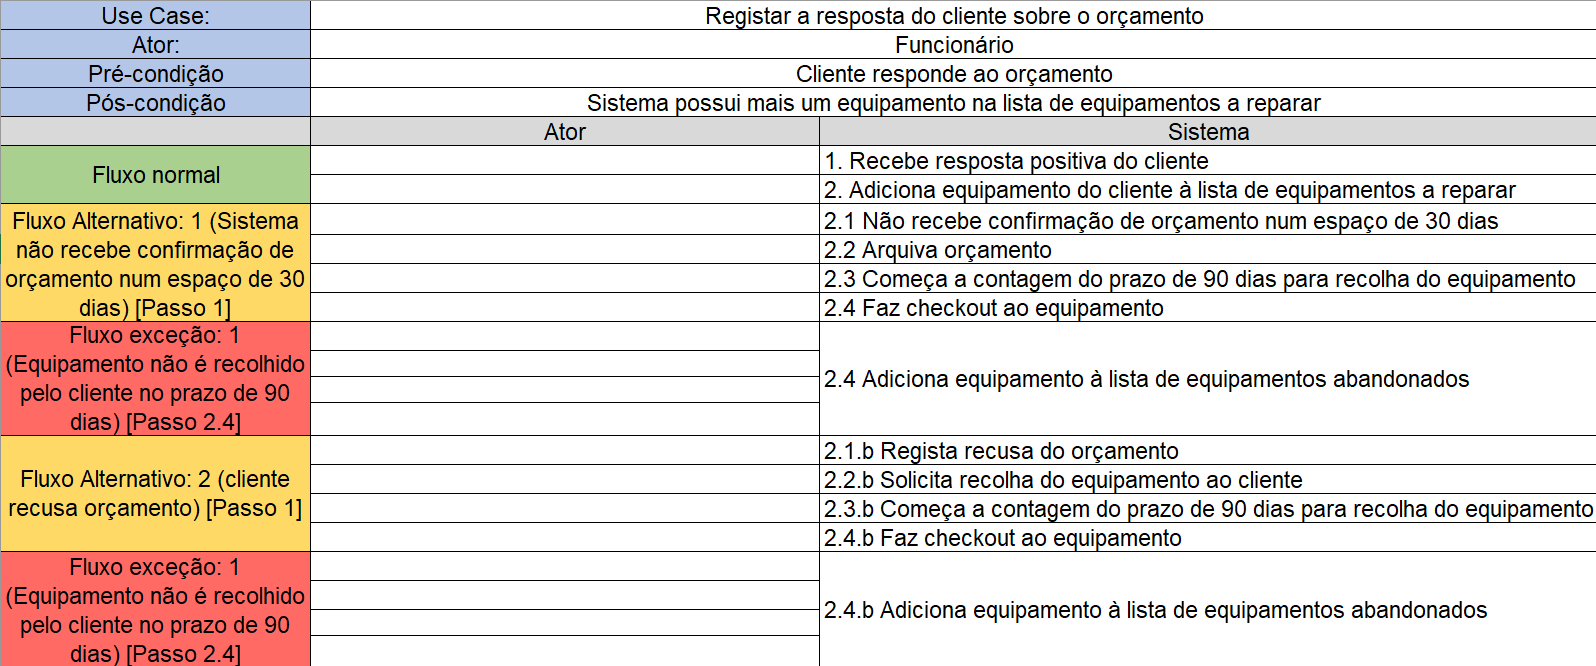 Use Case:
Registar a resposta do cliente sobre o orçamento
Ator:
Funcionário
Pré-condição
Cliente responde ao orçamento
Pós-condição
Sistema possui mais um equipamento na lista de equipamentos a reparar
Ator
Sistema
Fluxo normal
1. Recebe resposta positiva do cliente
2. Adiciona equipamento do cliente à lista de equipamentos a reparar
Fluxo Alternativo: 1 (Sistema
não recebe confirmação de
orçamento num espaço de 30
dias) [Passo 1]
2.1 Não recebe confirmação de orçamento num espaço de 30 dias
2.2 Arquiva orçamento
2.3 Começa a contagem do prazo de 90 dias para recolha do equipamento
2.4 Faz checkout ao equipamento
Fluxo exceção: 1
(Equipamento não é recolhido
pelo cliente no prazo de 90
dias) [Passo 2.4]
2.4 Adiciona equipamento à lista de equipamentos abandonados
Fluxo Alternativo: 2 (cliente
recusa orçamento) [Passo 1]
2.1.b Regista recusa do orçamento
2.2.b Solicita recolha do equipamento ao cliente
2.3.b Começa a contagem do prazo de 90 dias para recolha do equipamento
2.4.b Faz checkout ao equipamento
Fluxo exceção: 1
(Equipamento não é recolhido
pelo cliente no prazo de 90
dias) [Passo 2.4]
2.4.b Adiciona equipamento à lista de equipamentos abandonados